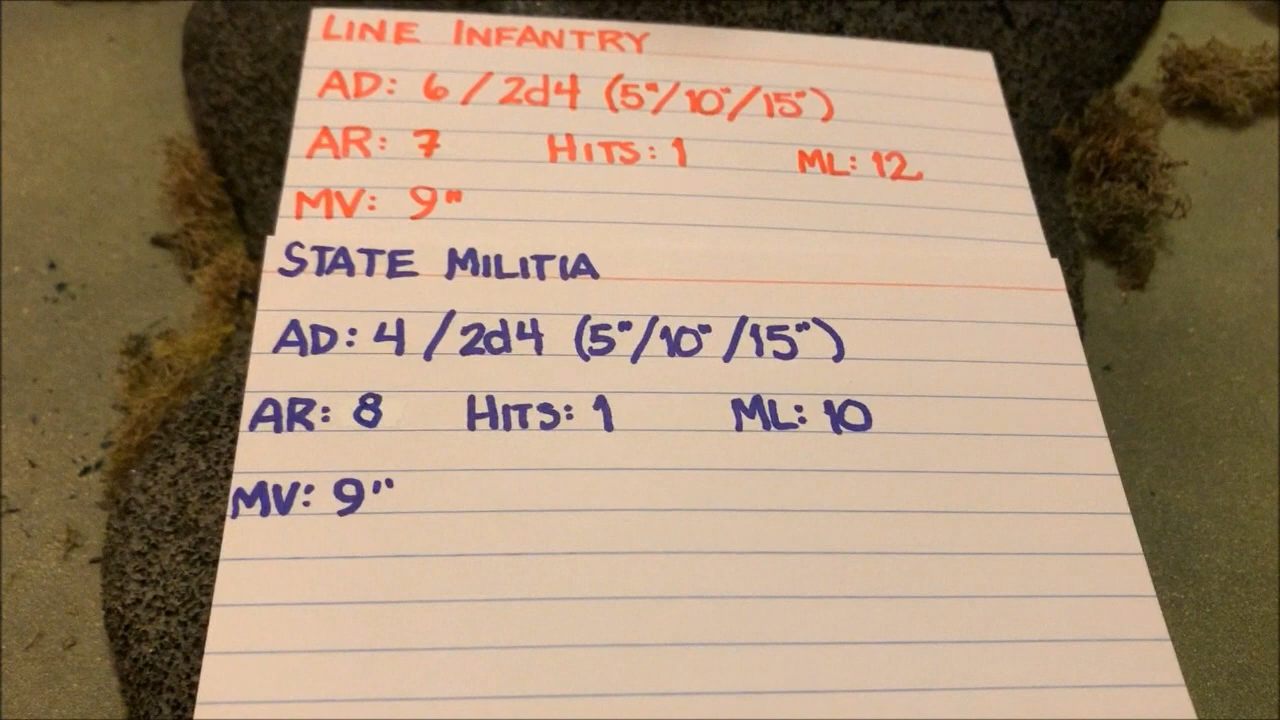 LINE INFANTRY
AD: 6 / 2d4 (5"/10"/15")
AR: 7 HITS: 1 ML: 12
MV: 9"
STATE MILITIA
AD: 4 / 2d4 (5"/10"/15")
AR: 8 HITS: 1 ML: 10
MV: 9"